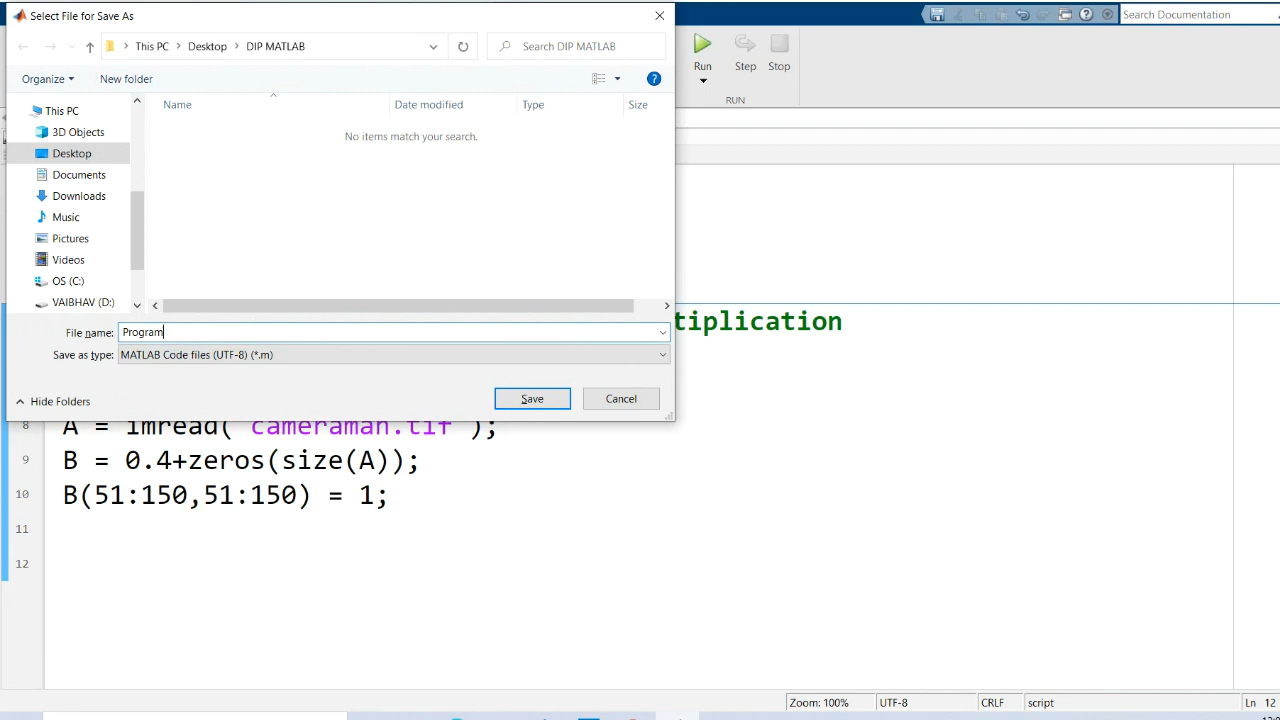 Select File for Save As
Search Documentation
This PC > Desktop > DIP MATLAB
Search DIP MATLAB
Run
Step
Stop
Organize
New folder
RUN
Name
Date modified
Type
Size
This PC
No items match your search.
3D Objects
Desktop
Documents
Downloads
Music
Pictures
Videos
OS (C:)
VAIBHAV (D:)
tiplication
File name: Program
Save as type: MATLAB Code files (UTF-8) (*.m)
Save
Cancel
Hide Folders
8 A = imread('cameraman.tif');
9 B = 0.4+zeros(size(A));
10 B(51:150,51:150) = 1;
11
12
Zoom: 100%
UTF-8
CRLF
script
Ln 12